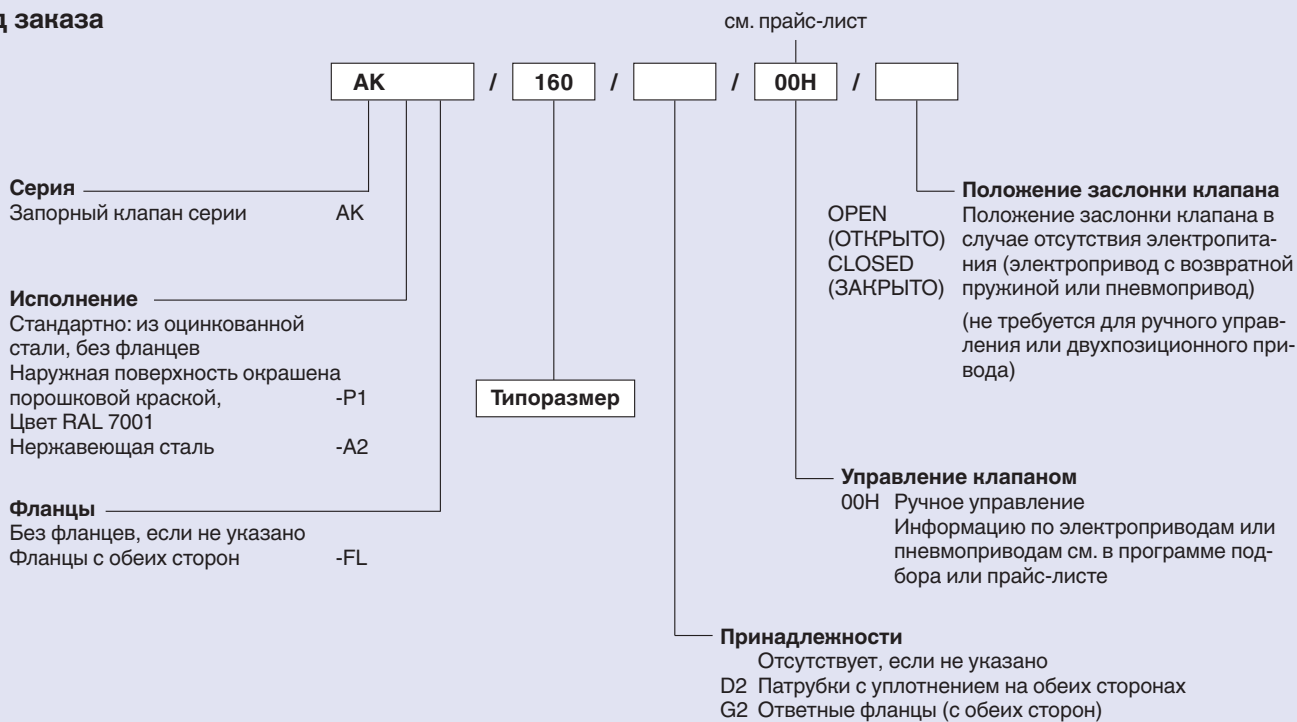 заказа
см. прайс-лист
AK / 160 / / 00H / 
Серия
Запорный клапан серии AK
Исполнение
Стандартно: из оцинкованной
стали, без фланцев
Наружная поверхность окрашена
порошковой краской, -P1
Цвет RAL 7001
Нержавеющая сталь -A2
Фланцы
Без фланцев, если не указано
Фланцы с обеих сторон -FL
Типоразмер
Положение заслонки клапана
OPEN Положение заслонки клапана в
(ОТКРЫТО) случае отсутствия электропита-
CLOSED ния (электропривод с возвратной
(ЗАКРЫТО) пружиной или пневмопривод)
(не требуется для ручного управ-
ления или двухпозиционного при-
вода)
Управление клапаном
00H Ручное управление
Информацию по электроприводам или
пневмоприводам см. в программе под-
бора или прайс-листе
Принадлежности
Отсутствует, если не указано
D2 Патрубки с уплотнением на обеих сторонах
G2 Ответные фланцы (с обеих сторон)